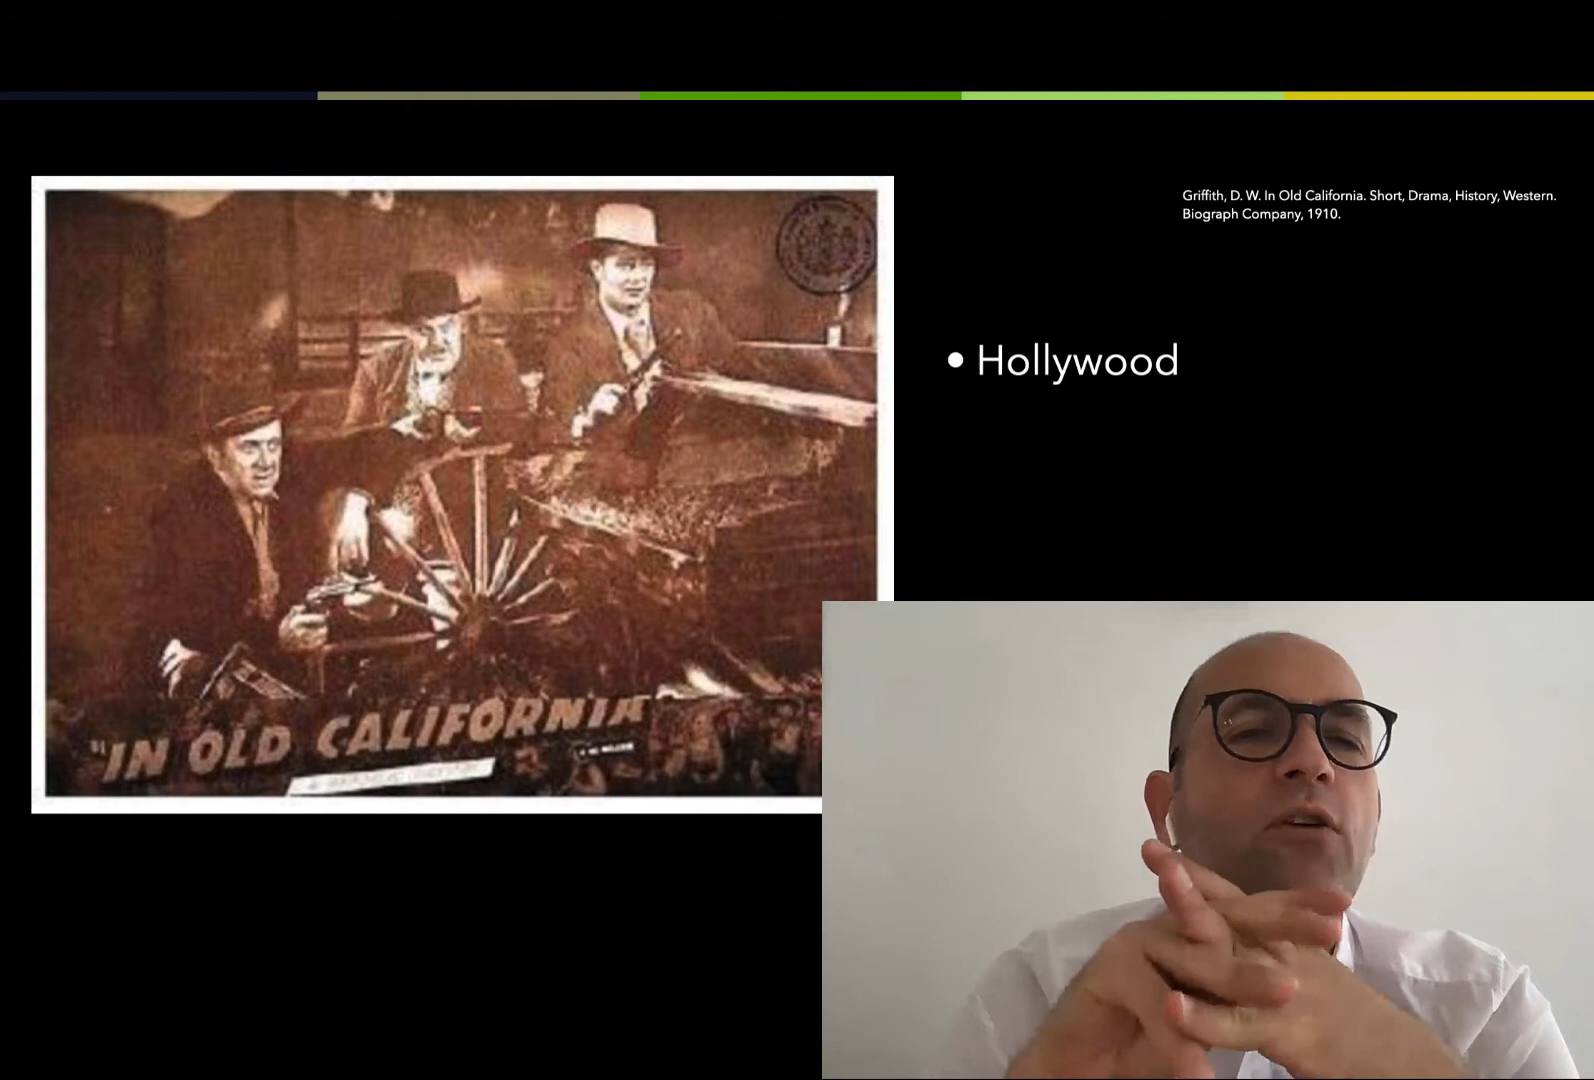 Griffith, D. W. In Old California. Short, Drama, History, Western.
Biograph Company, 1910.
• Hollywood
"IN OLD CALIFORNIA"